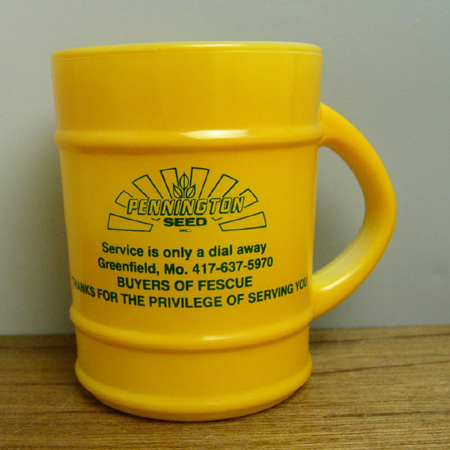 PENNINGTON
SEED
INC.
Service is only a dial away
Greenfield, Mo. 417-637-5970
BUYERS OF FESCUE
THANKS FOR THE PRIVILEGE OF SERVING YOU